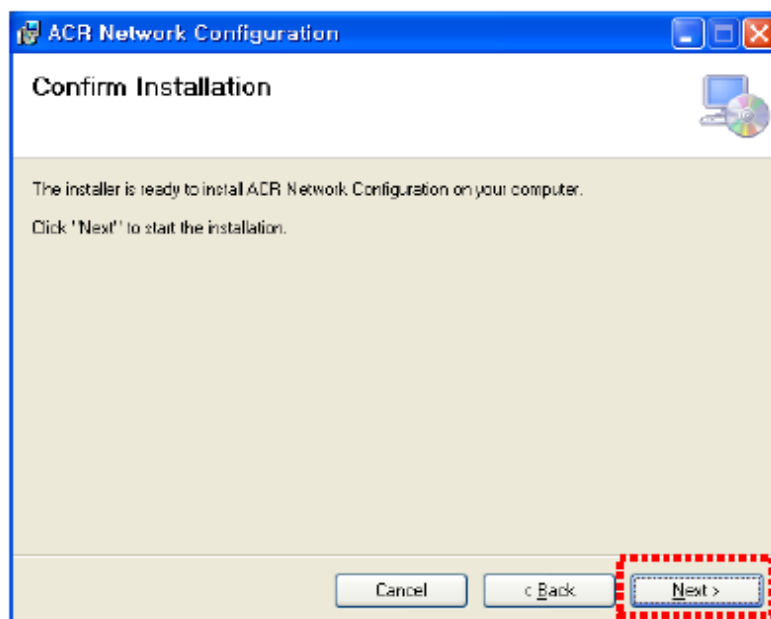 ACR Network Configuration
Confirm Installation
The installer is ready to install ACR Network Configuration on your computer.
Click "Next" to start the installation.
Cancel
< Back
Next >